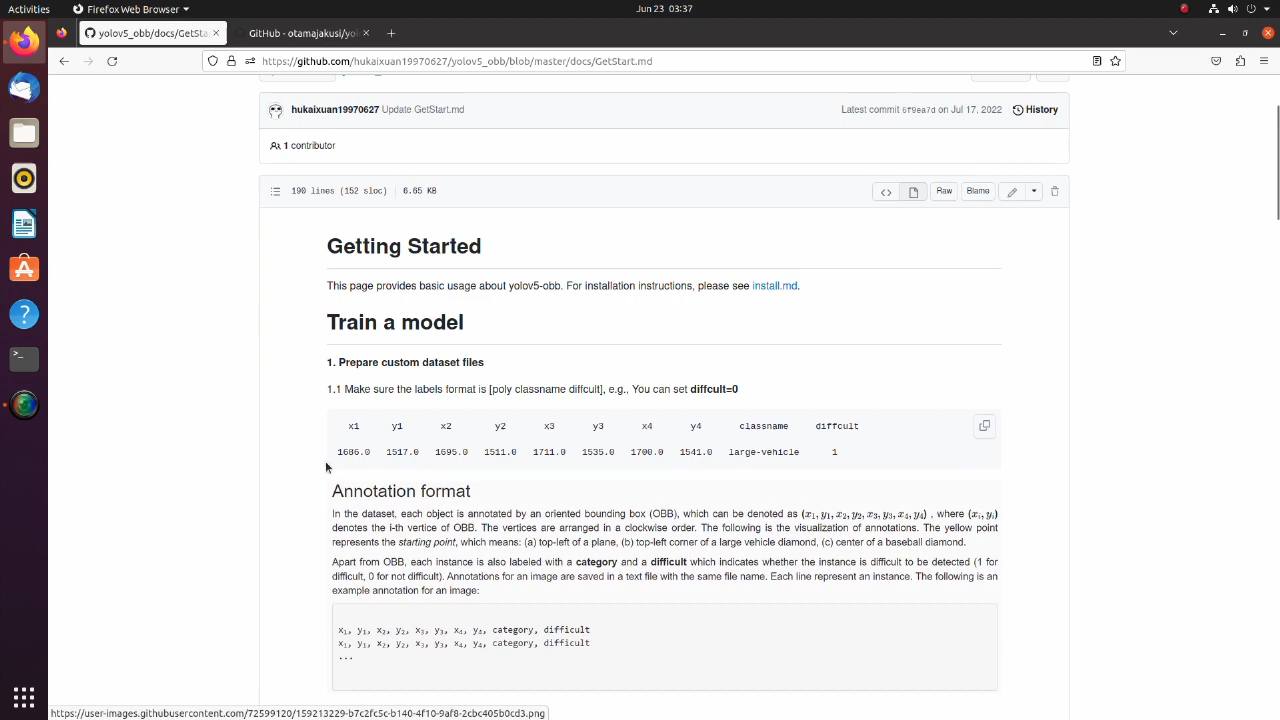 Activities
Firefox Web Browser
Jun 23 03:37
yolov5_obb/docs/GetSta
GitHub - otamajakusi/yol
https://github.com/hukaixuan19970627/yolov5_obb/blob/master/docs/GetStart.md
hukaixuan19970627 Update GetStart.md
Latest commit 6f9ea7d on Jul 17, 2022
History
1 contributor
190 lines (152 sloc) 6.65 KB
Raw
Blame
Getting Started
This page provides basic usage about yolov5-obb. For installation instructions, please see install.md.
Train a model
1. Prepare custom dataset files
1.1 Make sure the labels format is [poly classname diffcult], e.g., You can set diffcult=0
x1 y1 x2 y2 x3 y3 x4 y4 classname diffcult
1686.0 1517.0 1695.0 1511.0 1711.0 1535.0 1700.0 1541.0 large-vehicle 1
Annotation format
In the dataset, each object is annotated by an oriented bounding box (OBB), which can be denoted as (x₁, y₁, x₂, y₂, x₃, y₃, x₄, y₄) , where (xᵢ, yᵢ)
denotes the i-th vertice of OBB. The vertices are arranged in a clockwise order. The following is the visualization of annotations. The yellow point
represents the starting point, which means: (a) top-left of a plane, (b) top-left corner of a large vehicle diamond, (c) center of a baseball diamond.
Apart from OBB, each instance is also labeled with a category and a difficult which indicates whether the instance is difficult to be detected (1 for
difficult, 0 for not difficult). Annotations for an image are saved in a text file with the same file name. Each line represent an instance. The following is an
example annotation for an image:
x₁, y₁, x₂, y₂, x₃, y₃, x₄, y₄, category, difficult
x₁, y₁, x₂, y₂, x₃, y₃, x₄, y₄, category, difficult
...
https://user-images.githubusercontent.com/72599120/159213229-b7c2fc5c-b140-4f10-9af8-2cbc405b0cd3.png